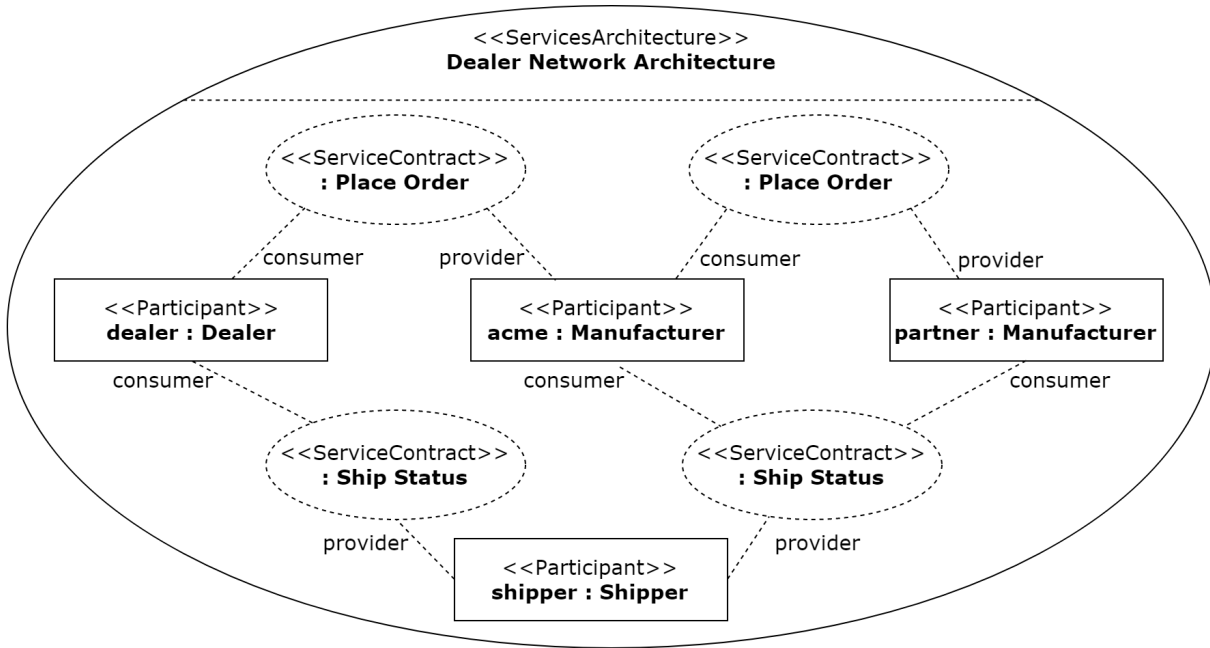 <<ServicesArchitecture>>
Dealer Network Architecture
<<ServiceContract>>
: Place Order
<<ServiceContract>>
: Place Order
consumer
provider
consumer
provider
<<Participant>>
dealer : Dealer
<<Participant>>
acme : Manufacturer
<<Participant>>
partner : Manufacturer
consumer
consumer
consumer
<<ServiceContract>>
: Ship Status
<<ServiceContract>>
: Ship Status
provider
provider
<<Participant>>
shipper : Shipper